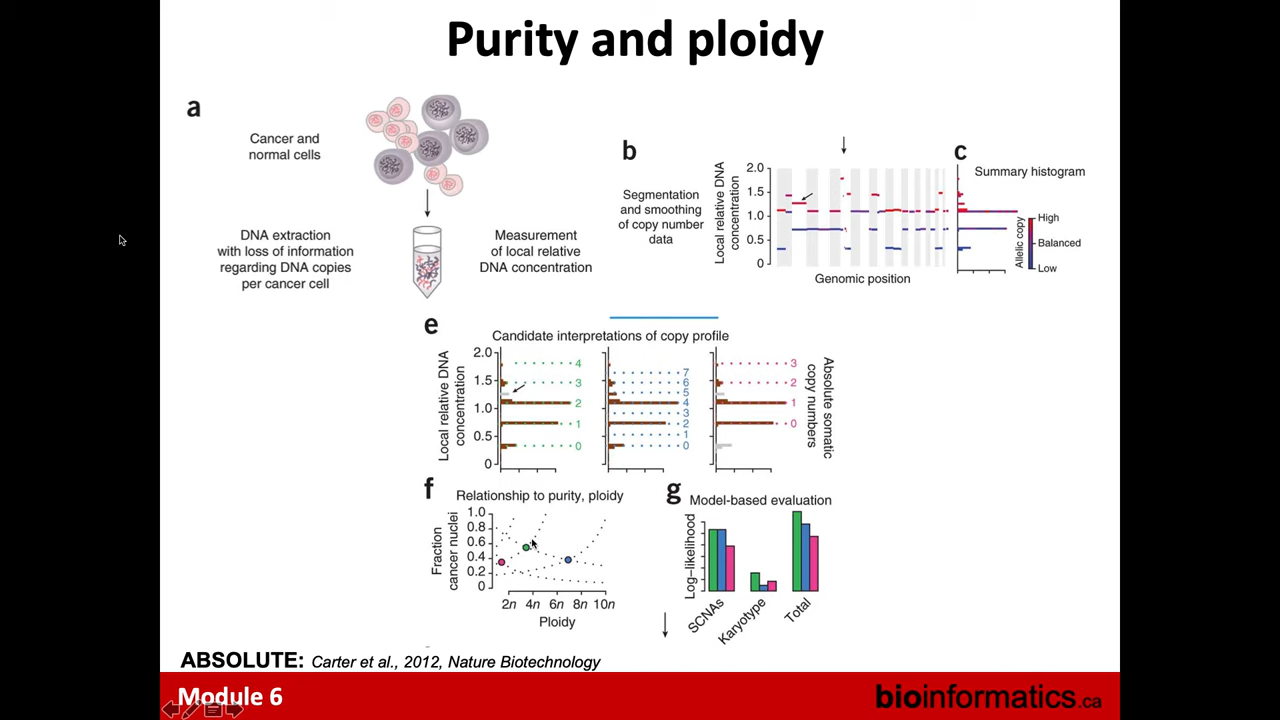 Purity and ploidy
a
Cancer and
normal cells
DNA extraction
with loss of information
regarding DNA copies
per cancer cell
Measurement
of local relative
DNA concentration
b
Segmentation
and smoothing
of copy number
data
Local relative DNA
concentration
2.0
1.5
1.0
0.5
0
Genomic position
c
Summary histogram
Allelic copy
High
Balanced
Low
e
Candidate interpretations of copy profile
Local relative DNA
concentration
2.0
1.5
1.0
0.5
0
4
3
2
1
0
7
6
5
4
3
2
1
0
3
2
1
0
Absolute somatic
copy numbers
f
Relationship to purity, ploidy
Fraction
cancer nuclei
1.0
0.8
0.6
0.4
0.2
0
2n 4n 6n 8n 10n
Ploidy
g
Model-based evaluation
Log–likelihood
SCNAs
Karyotype
Total
ABSOLUTE: Carter et al., 2012, Nature Biotechnology
Module 6
bioinformatics.ca